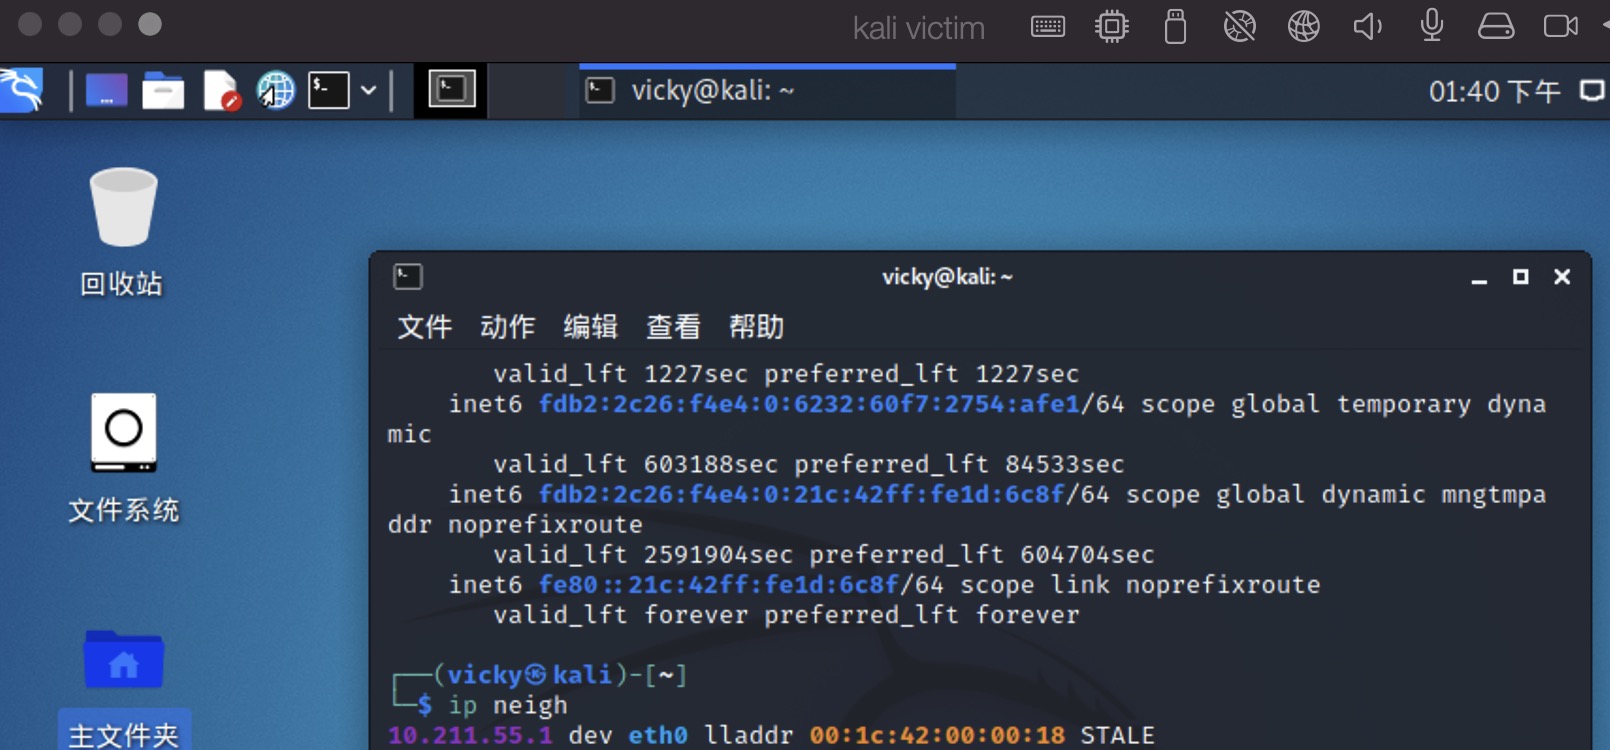 kali victim
vicky@kali: ~
01:40 下午
回收站
文件系统
主文件夹
vicky@kali: ~
文件 动作 编辑 查看 帮助
valid_lft 1227sec preferred_lft 1227sec
inet6 fdb2:2c26:f4e4:0:6232:60f7:2754:afe1/64 scope global temporary dyna
mic
valid_lft 603188sec preferred_lft 84533sec
inet6 fdb2:2c26:f4e4:0:21c:42ff:fe1d:6c8f/64 scope global dynamic mngtmpa
ddr noprefixroute
valid_lft 2591904sec preferred_lft 604704sec
inet6 fe80::21c:42ff:fe1d:6c8f/64 scope link noprefixroute
valid_lft forever preferred_lft forever
┌──(vicky㉿kali)-[~]
└─$ ip neigh
10.211.55.1 dev eth0 lladdr 00:1c:42:00:00:18 STALE